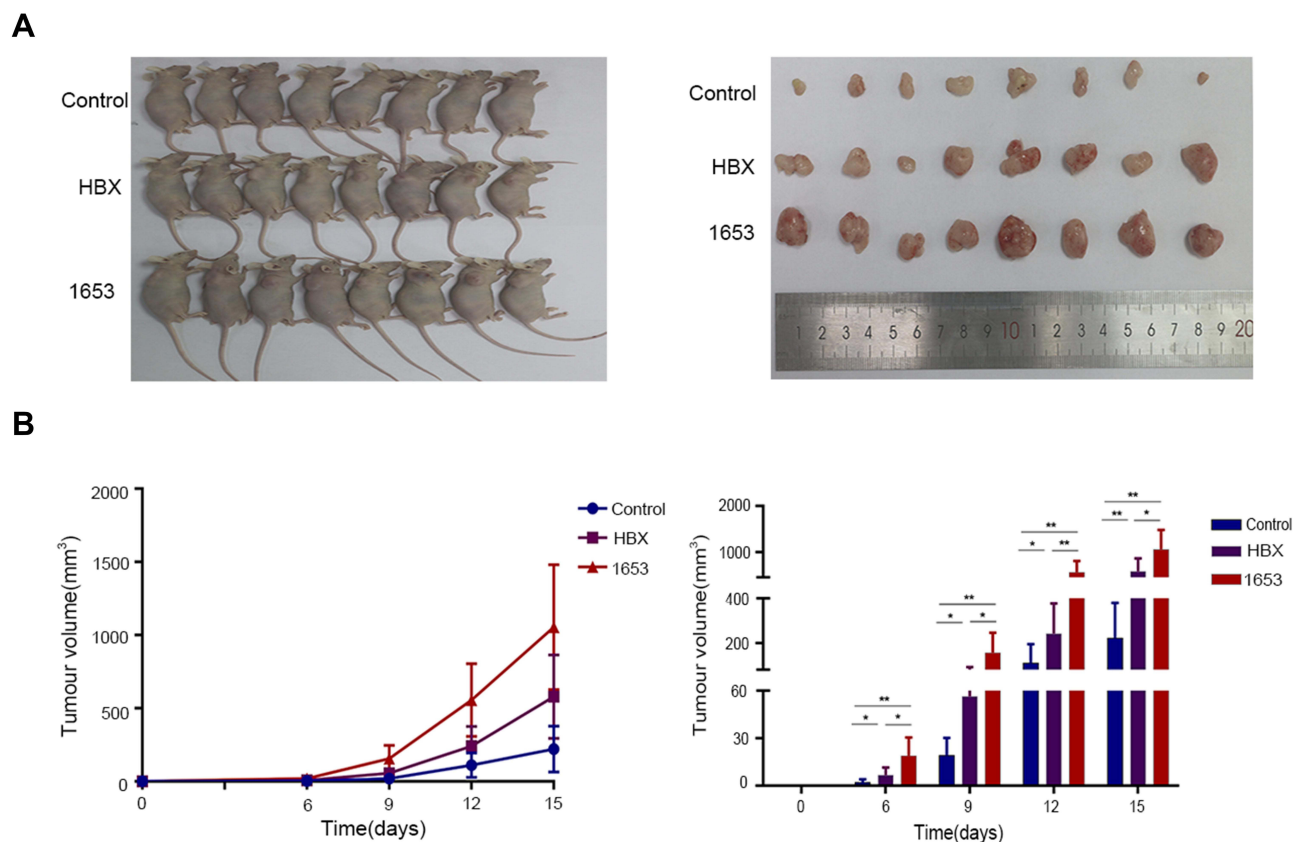 A
Control
HBX
1653
Control
HBX
1653
1 2 3 4 5 6 7 8 9 10 1 2 3 4 5 6 7 8 9 20
B
Tumour volume(mm³)
2000
1500
1000
500
0
0 6 9 12 15
Time(days)
Control
HBX
1653
Tumour volume(mm³)
2000
1000
400
200
60
30
0
** * *
** * *
** * **
** ** *
0 6 9 12 15
Time(days)
Control
HBX
1653